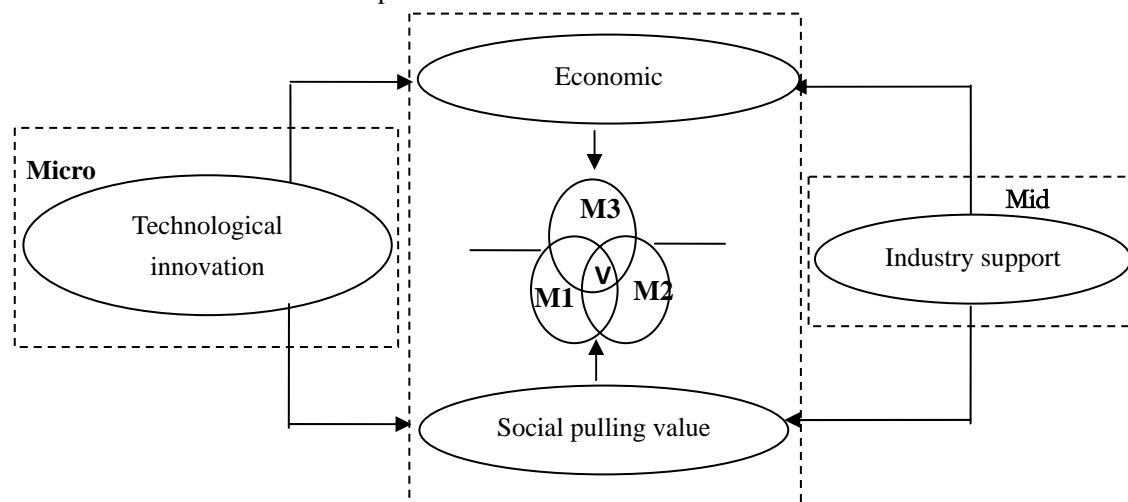 Economic
Micro
Technological
innovation
M3
V
M1
M2
Mid
Industry support
Social pulling value